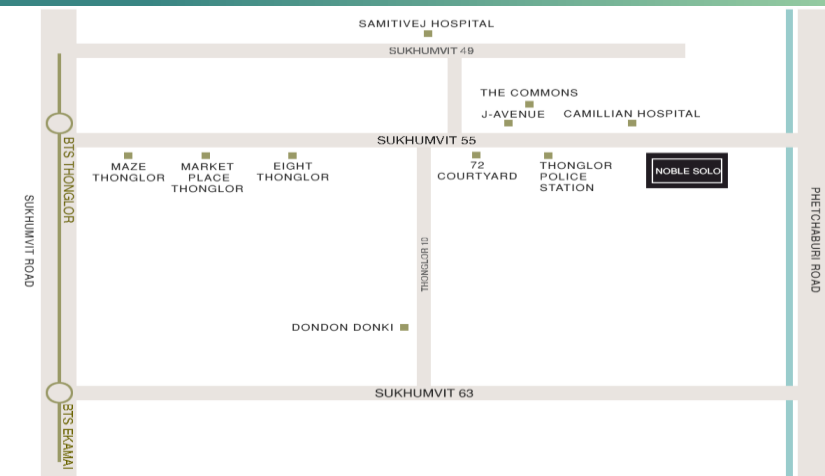 SAMITIVEJ HOSPITAL
SUKHUMVIT 49
THE COMMONS
J-AVENUE
CAMILLIAN HOSPITAL
SUKHUMVIT 55
MAZE
THONGLOR
MARKET
PLACE
THONGLOR
EIGHT
THONGLOR
72
COURTYARD
THONGLOR
POLICE
STATION
NOBLE SOLO
BTS THONGLOR
SUKHUMVIT ROAD
PHETCHABURI ROAD
THONGLOR 10
DONDON DONKI
SUKHUMVIT 63
BTS EKAMAI